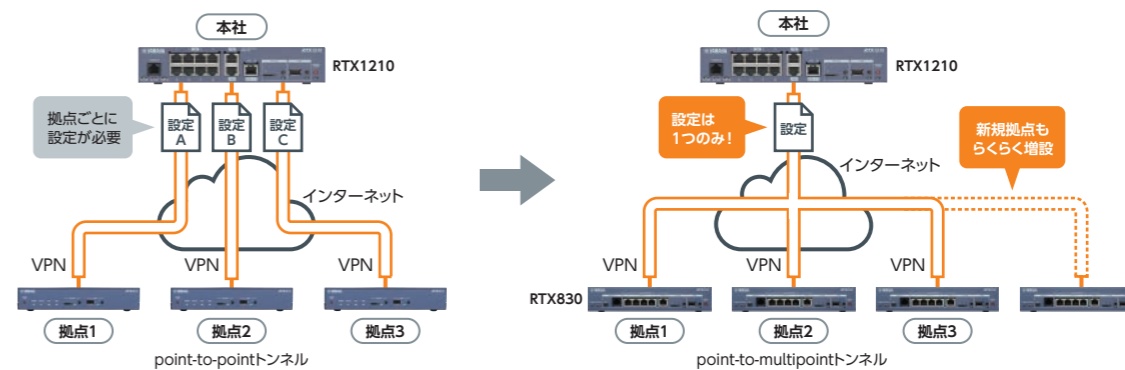 本社
RTX1210
拠点ごとに
設定が必要
設定
A
設定
B
設定
C
インターネット
VPN
VPN
VPN
拠点1
拠点2
拠点3
point-to-pointトンネル
本社
RTX1210
設定は
1つのみ！
設定
新規拠点も
らくらく増設
インターネット
VPN
VPN
VPN
RTX830
拠点1
拠点2
拠点3
point-to-multipointトンネル